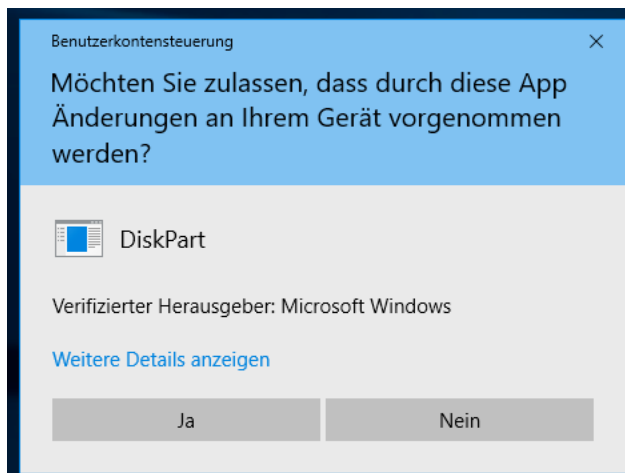 Benutzerkontensteuerung
Möchten Sie zulassen, dass durch diese App
Änderungen an Ihrem Gerät vorgenommen
werden?
DiskPart
Verifizierter Herausgeber: Microsoft Windows
Weitere Details anzeigen
Ja
Nein